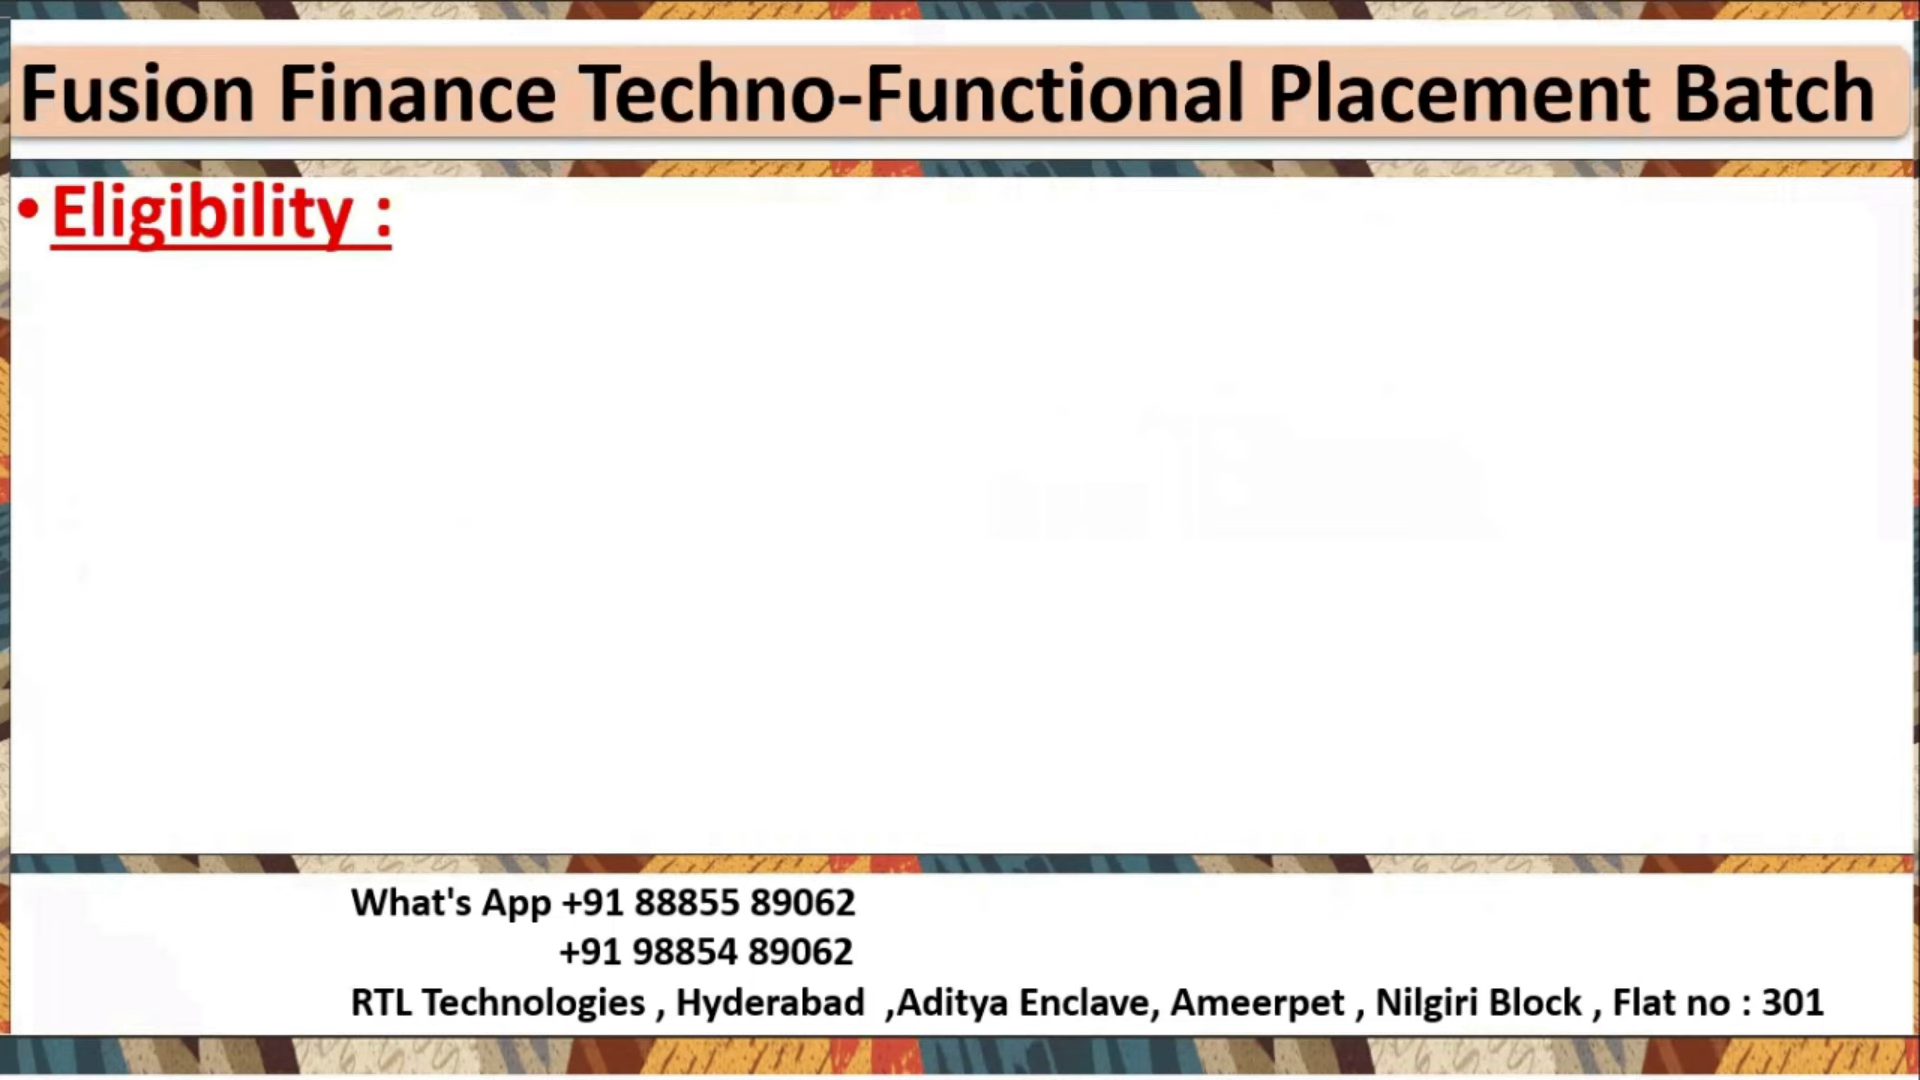 Fusion Finance Techno-Functional Placement Batch
• Eligibility :
What's App +91 88855 89062
+91 98854 89062
RTL Technologies , Hyderabad ,Aditya Enclave, Ameerpet , Nilgiri Block , Flat no : 301